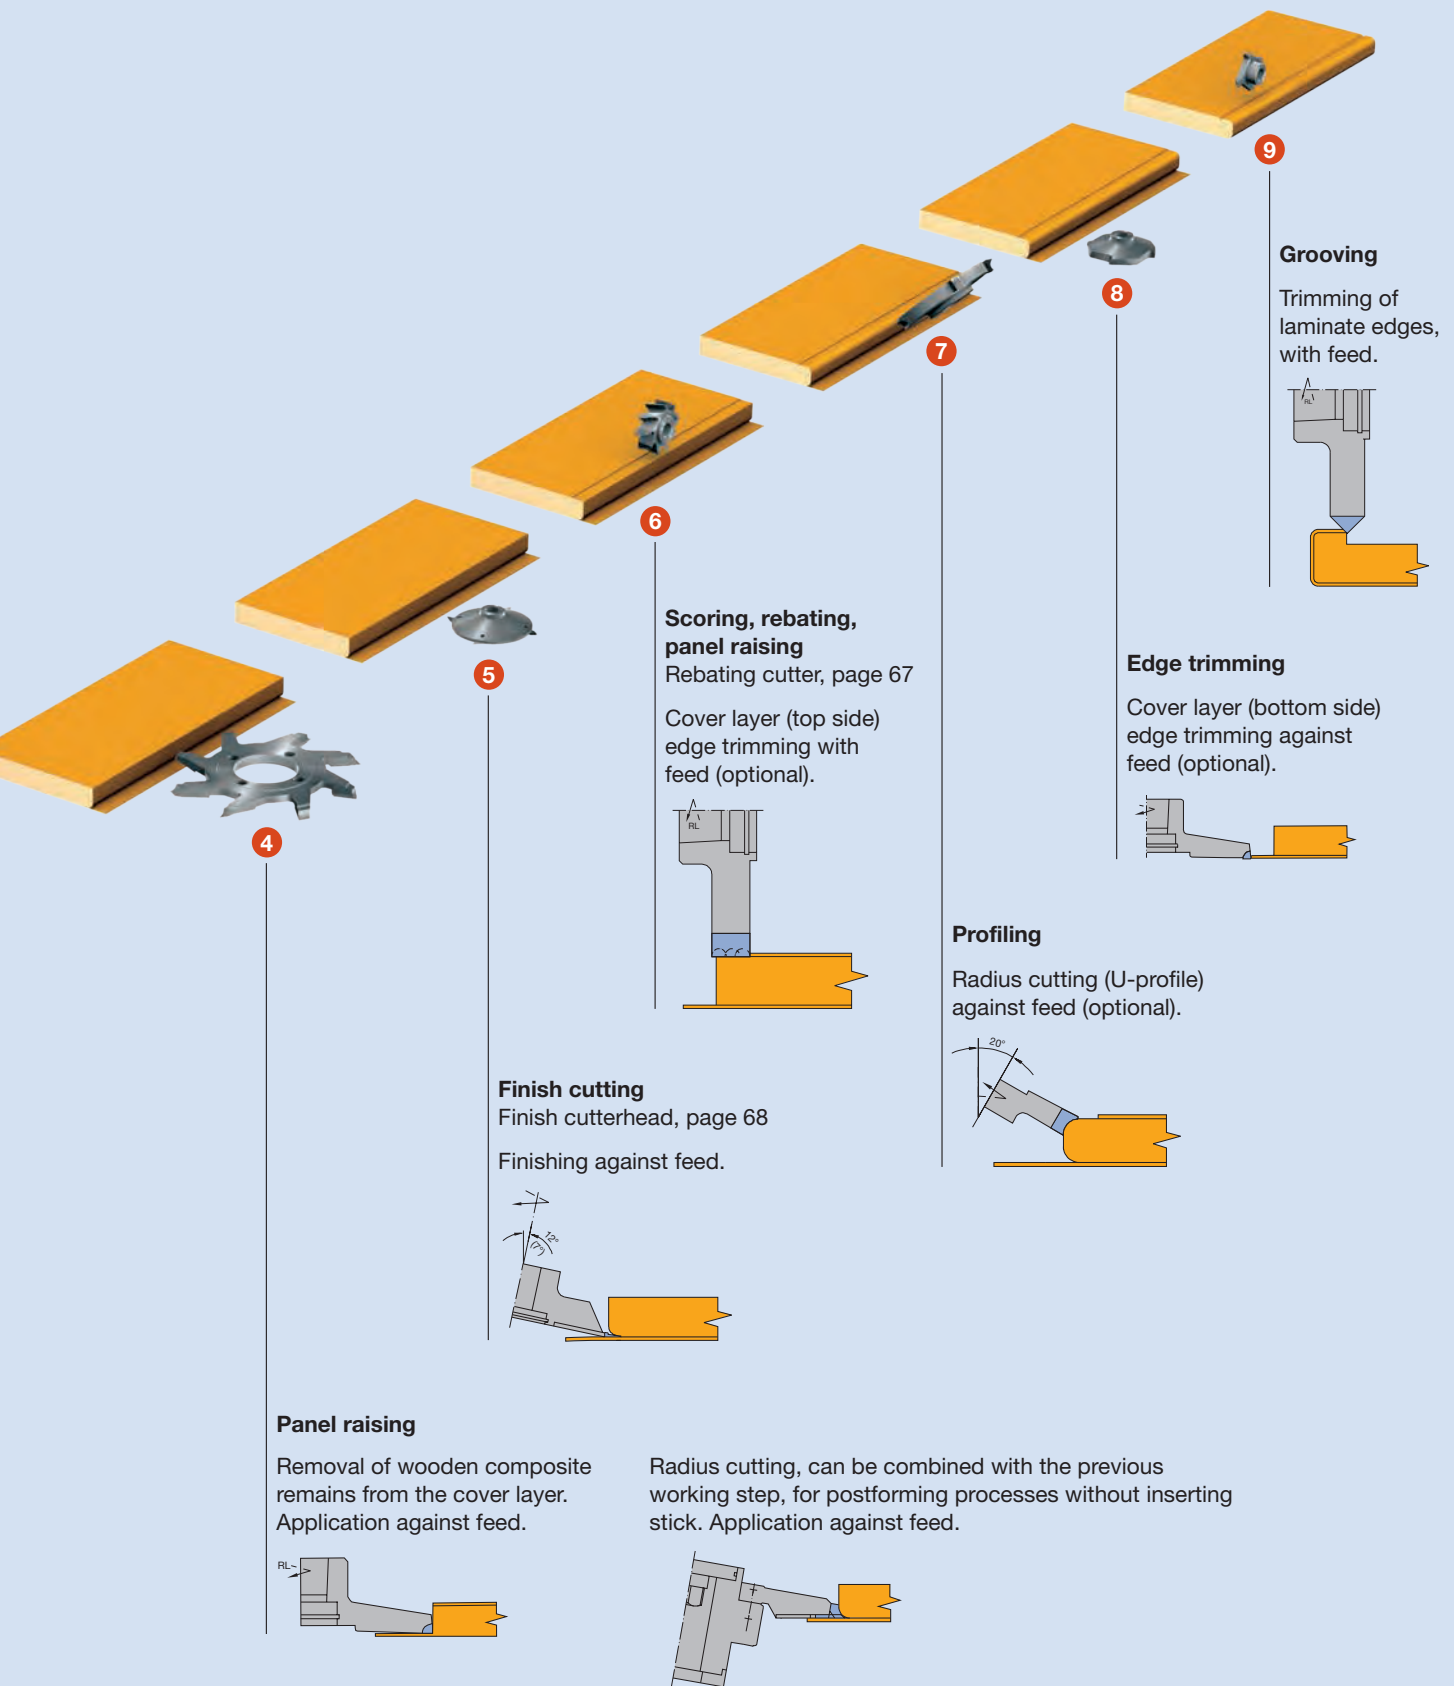 9
Grooving
Trimming of
laminate edges,
with feed.
RL
8
Edge trimming
Cover layer (bottom side)
edge trimming against
feed (optional).
7
Profiling
Radius cutting (U-profile)
against feed (optional).
20°
6
Scoring, rebating,
panel raising
Rebating cutter, page 67
Cover layer (top side)
edge trimming with
feed (optional).
RL
5
Finish cutting
Finish cutterhead, page 68
Finishing against feed.
12°
(7°)
4
Panel raising
Removal of wooden composite
remains from the cover layer.
Application against feed.
RL
Radius cutting, can be combined with the previous
working step, for postforming processes without inserting
stick. Application against feed.